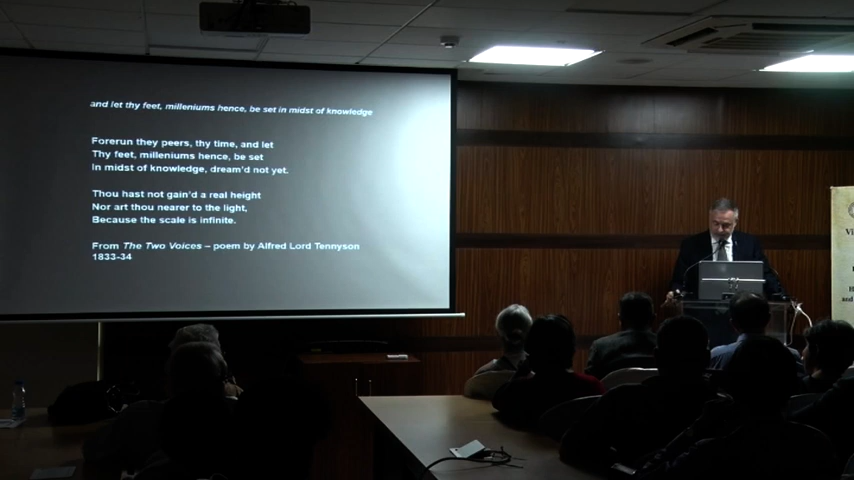 and let thy feet, milleniums hence, be set in midst of knowledge
Forerun they peers, thy time, and let
Thy feet, milleniums hence, be set
In midst of knowledge, dream'd not yet.
Thou hast not gain'd a real height
Nor art thou nearer to the light,
Because the scale is infinite.
From The Two Voices – poem by Alfred Lord Tennyson
1833-34
Vi
H
and